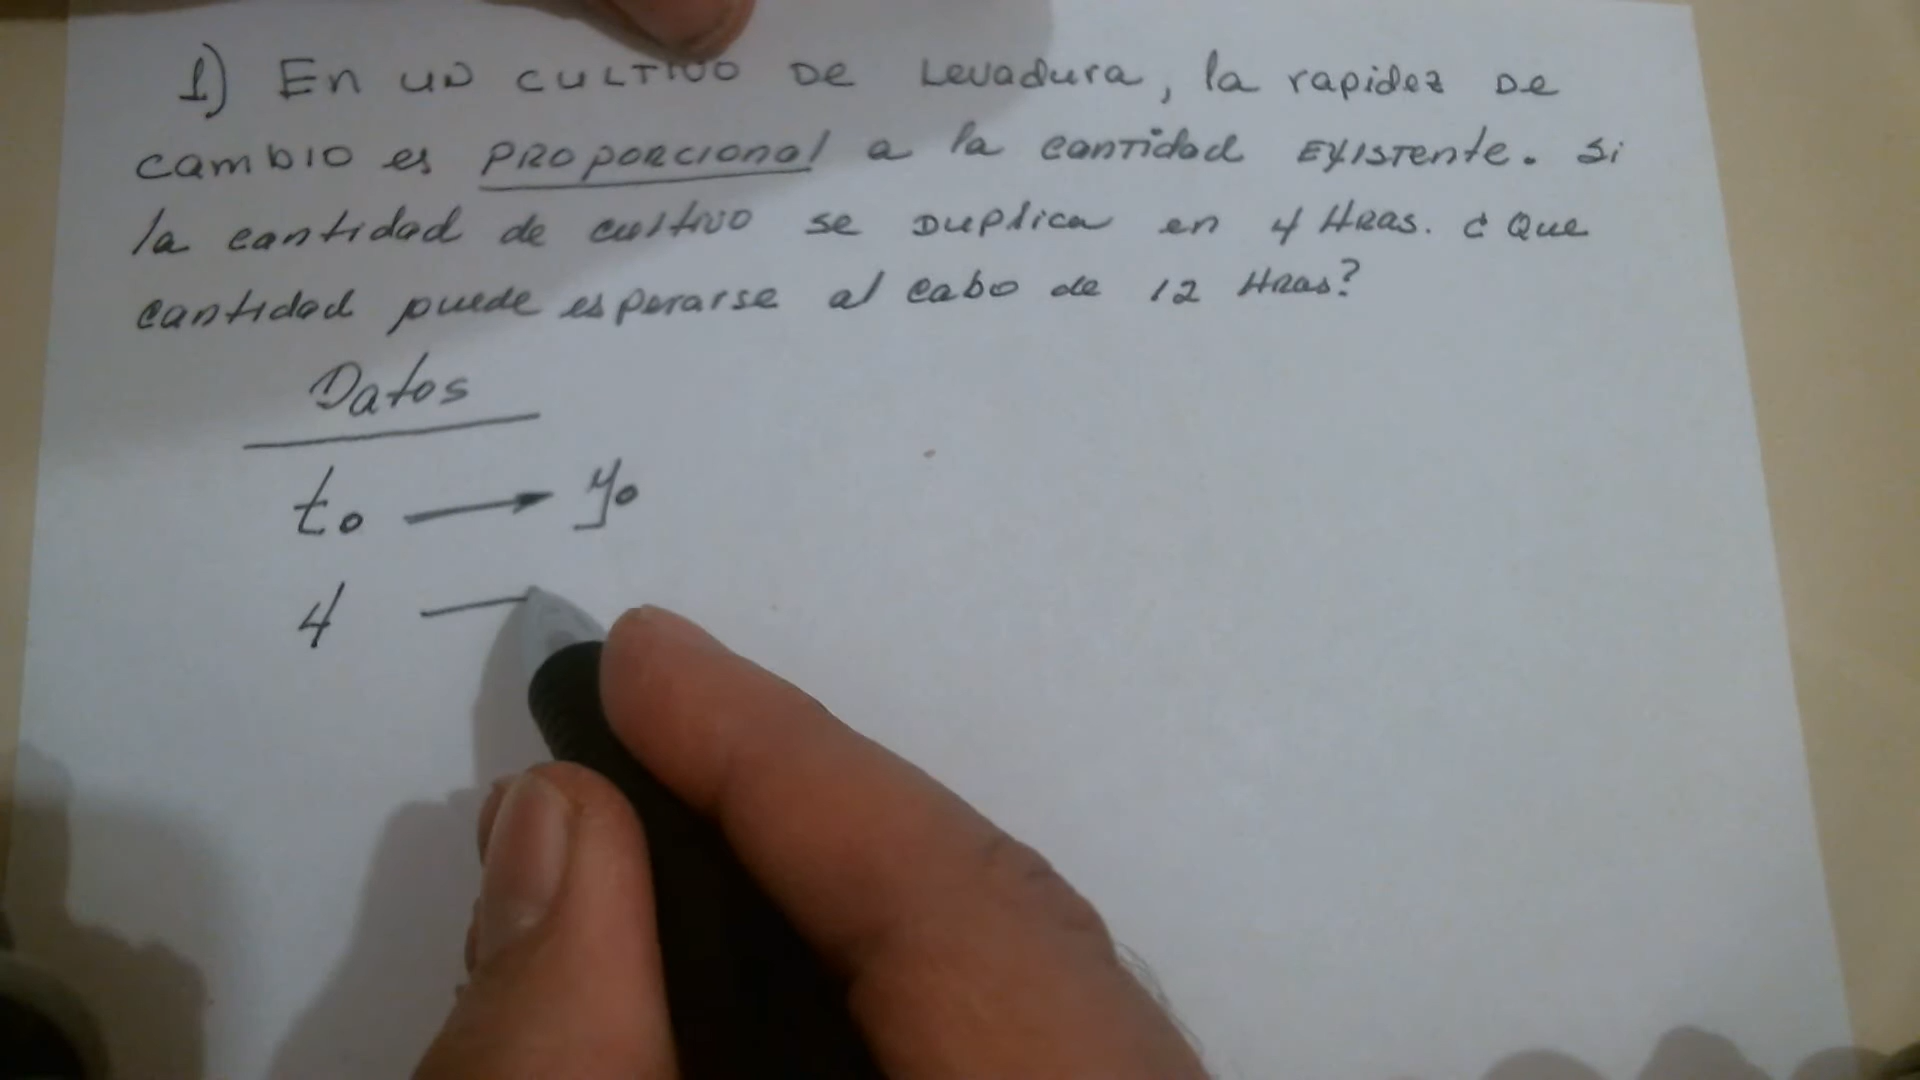 1) En un cultivo de levadura, la rapidez de
cambio es proporcional a la cantidad existente. Si
la cantidad de cultivo se duplica en 4 Hras. ¿Que
cantidad puede esperarse al cabo de 12 Hras?
Datos
t₀ → y₀
4 —